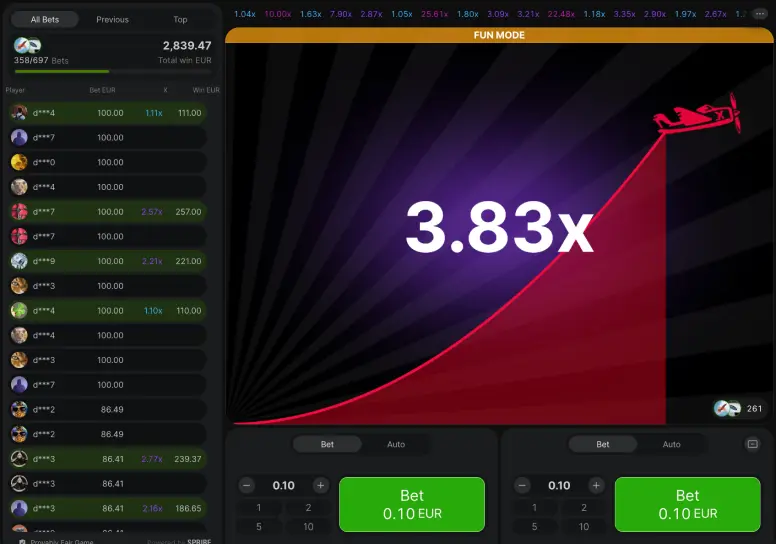 All Bets Previous Top
1.04x 10.00x 1.63x 7.90x 2.87x 1.05x 25.61x 1.80x 3.09x 3.21x 22.48x 1.18x 3.35x 2.90x 1.97x 2.67x
FUN MODE
2,839.47
358/697 Bets Total win EUR
Player Bet EUR X Win EUR
d***4 100.00 1.11x 111.00
d***7 100.00
d***0 100.00
d***4 100.00
d***7 100.00 2.57x 257.00
d***7 100.00
d***9 100.00 2.21x 221.00
d***3 100.00
d***4 100.00 1.10x 110.00
d***4 100.00
d***3 100.00
d***7 100.00
d***2 86.49
d***2 86.49
d***3 86.41 2.77x 239.37
d***3 86.41
d***3 86.41 2.16x 186.65
Provably Fair Game Powered by SPRIBE
3.83x
X
261
Bet Auto
0.10
1 2
5 10
Bet
0.10 EUR
Bet Auto
0.10
1 2
5 10
Bet
0.10 EUR